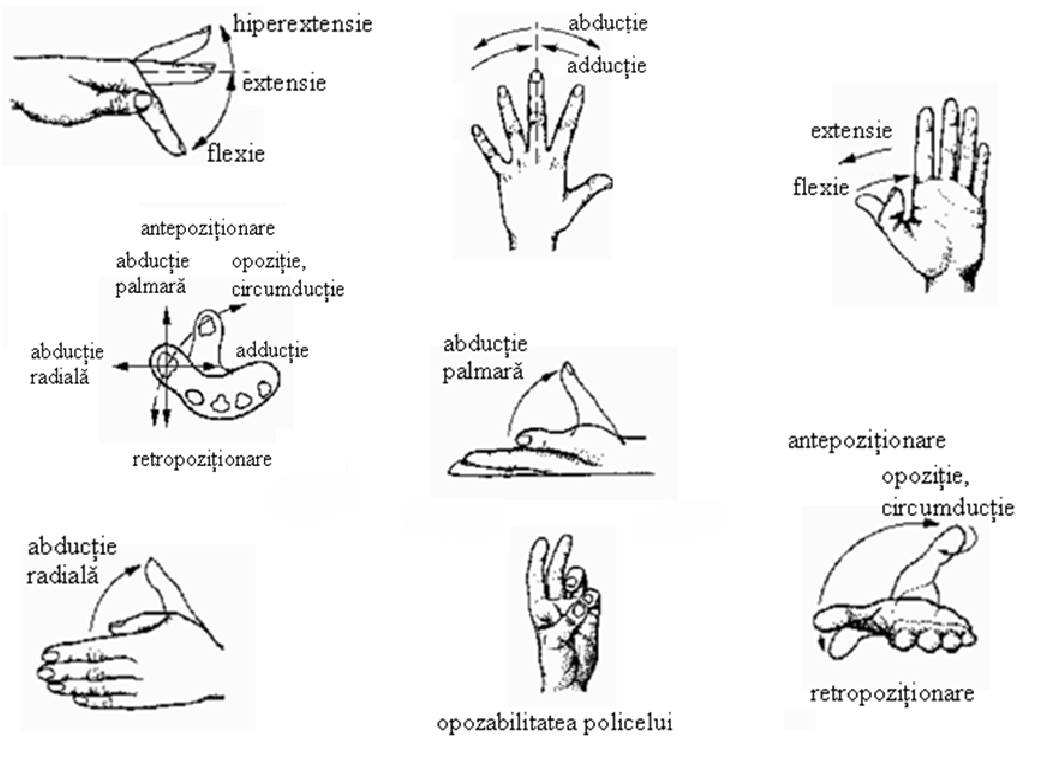 hiperextensie
extensie
flexie
abducție
adducție
extensie
flexie
antepoziționare
abducție
palmară
opoziție,
circumducție
abducție
radială
adducție
retropoziționare
abducție
palmară
antepoziționare
opoziție,
circumducție
retropoziționare
abducție
radială
opozabilitatea policelui